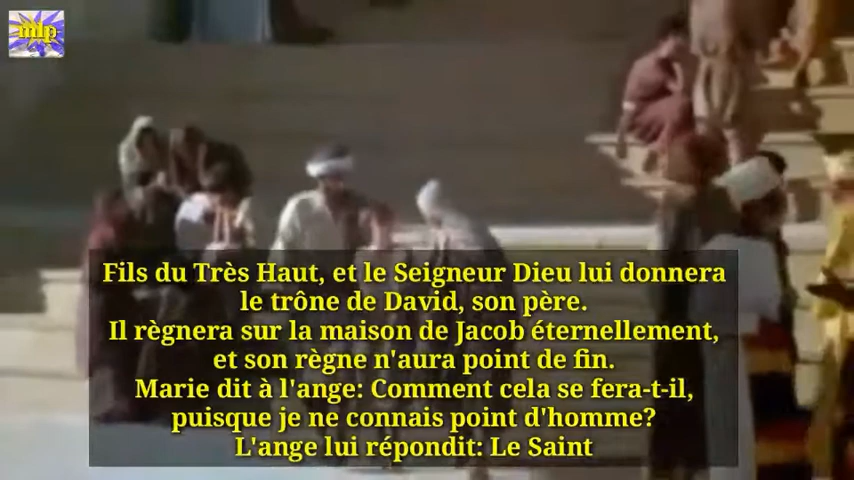 mlp
Fils du Très Haut, et le Seigneur Dieu lui donnera
le trône de David, son père.
Il règnera sur la maison de Jacob éternellement,
et son règne n'aura point de fin.
Marie dit à l'ange: Comment cela se fera-t-il,
puisque je ne connais point d'homme?
L'ange lui répondit: Le Saint